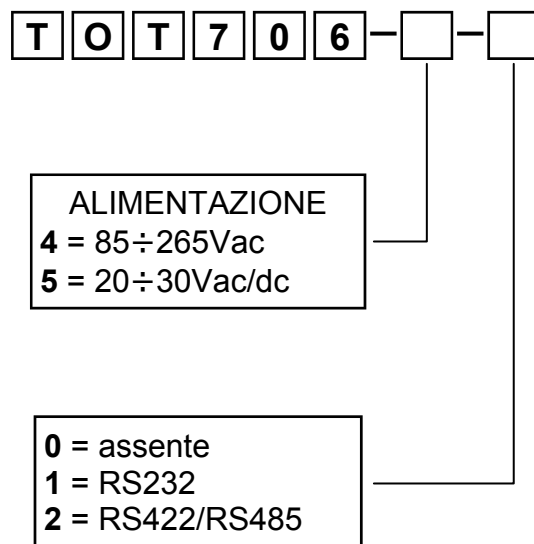 TOT706-□-□
ALIMENTAZIONE
4 = 85÷265Vac
5 = 20÷30Vac/dc
0 = assente
1 = RS232
2 = RS422/RS485